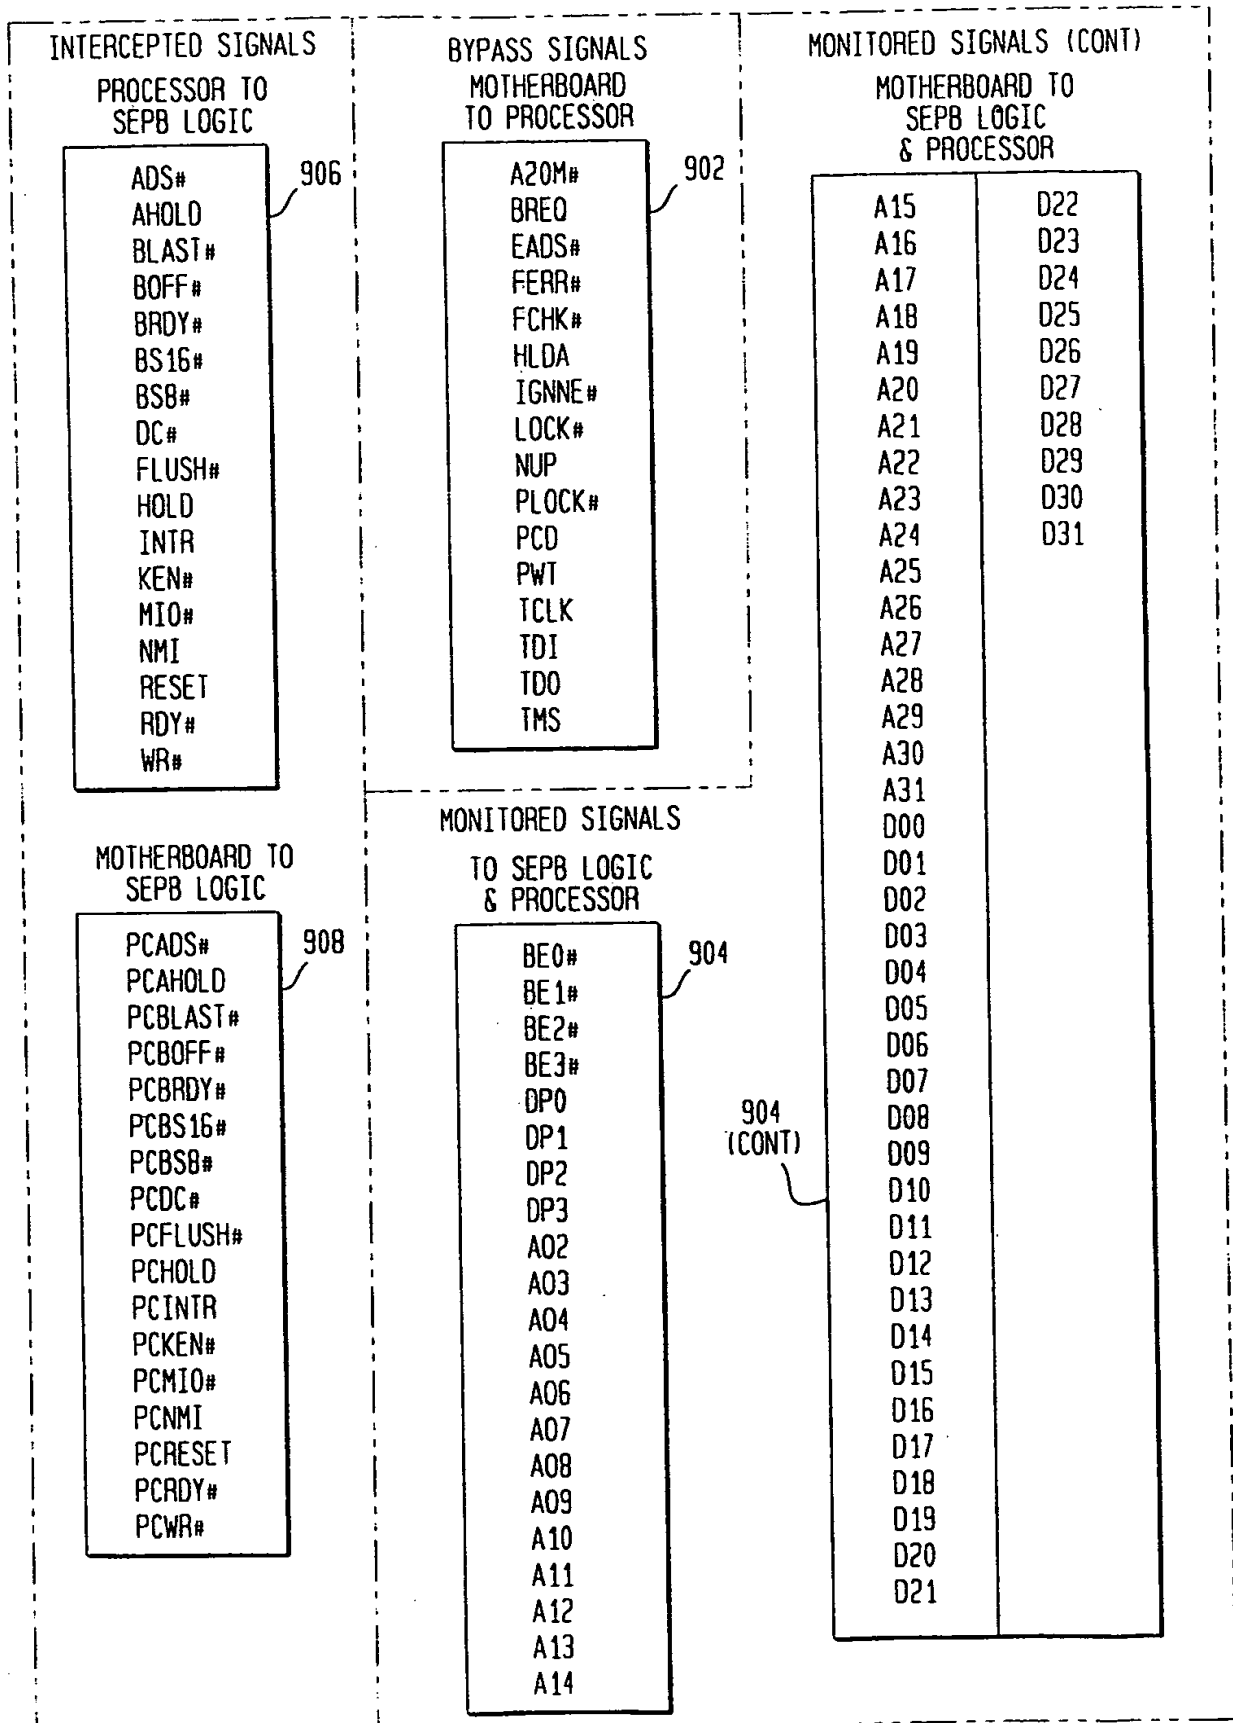 INTERCEPTED SIGNALS
PROCESSOR TO
SEPB LOGIC
906
ADS#
AHOLD
BLAST#
BOFF#
BRDY#
BS16#
BS8#
DC#
FLUSH#
HOLD
INTR
KEN#
MIO#
NMI
RESET
RDY#
WR#
MOTHERBOARD TO
SEPB LOGIC
908
PCADS#
PCAHOLD
PCBLAST#
PCBOFF#
PCBRDY#
PCBS16#
PCBS8#
PCDC#
PCFLUSH#
PCHOLD
PCINTR
PCKEN#
PCMIO#
PCNMI
PCRESET
PCRDY#
PCWR#
BYPASS SIGNALS
MOTHERBOARD
TO PROCESSOR
902
A20M#
BREQ
EADS#
FERR#
FCHK#
HLDA
IGNNE#
LOCK#
NUP
PLOCK#
PCD
PWT
TCLK
TDI
TDO
TMS
MONITORED SIGNALS
TO SEPB LOGIC
& PROCESSOR
904
BE0#
BE1#
BE2#
BE3#
DP0
DP1
DP2
DP3
A02
A03
A04
A05
A06
A07
A08
A09
A10
A11
A12
A13
A14
MONITORED SIGNALS (CONT)
MOTHERBOARD TO
SEPB LOGIC
& PROCESSOR
904
(CONT)
A15
A16
A17
A18
A19
A20
A21
A22
A23
A24
A25
A26
A27
A28
A29
A30
A31
D00
D01
D02
D03
D04
D05
D06
D07
D08
D09
D10
D11
D12
D13
D14
D15
D16
D17
D18
D19
D20
D21
D22
D23
D24
D25
D26
D27
D28
D29
D30
D31